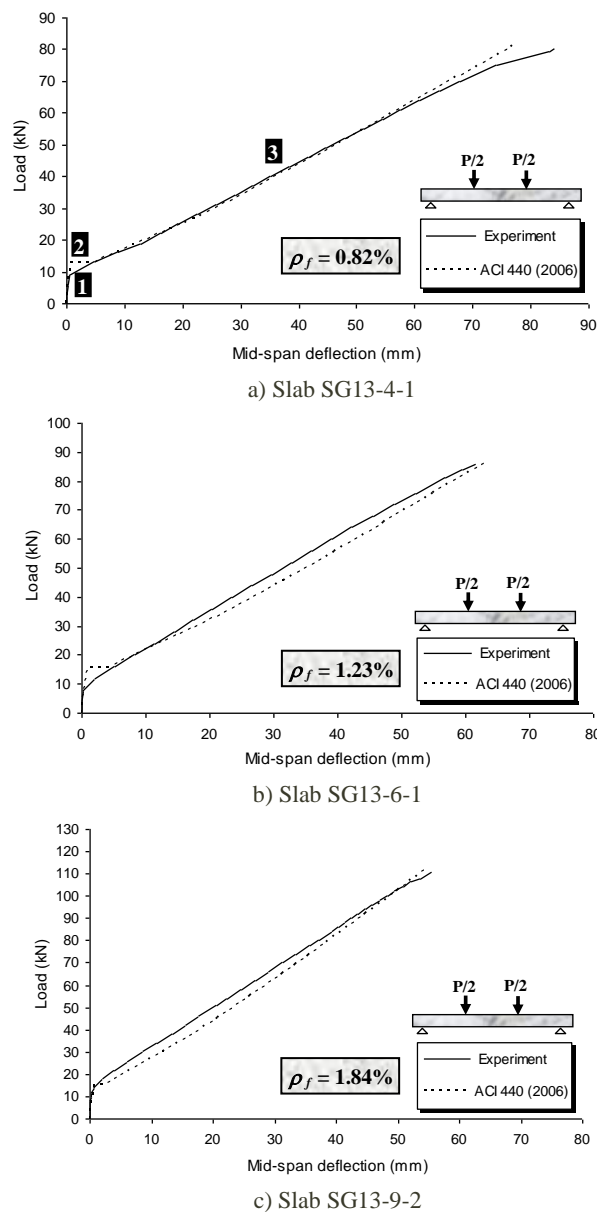 90
80
70
60
50
40
30
20
10
0
Load (kN)
3
2
1
P/2 P/2
Experiment
ACI 440 (2006)
ρf = 0.82%
0 10 20 30 40 50 60 70 80 90
Mid-span deflection (mm)
a) Slab SG13-4-1
100
90
80
70
60
50
40
30
20
10
0
Load (kN)
P/2 P/2
Experiment
ACI 440 (2006)
ρf = 1.23%
0 10 20 30 40 50 60 70 80
Mid-span deflection (mm)
b) Slab SG13-6-1
130
120
110
100
90
80
70
60
50
40
30
20
10
0
Load (kN)
P/2 P/2
Experiment
ACI 440 (2006)
ρf = 1.84%
0 10 20 30 40 50 60 70 80
Mid-span deflection (mm)
c) Slab SG13-9-2